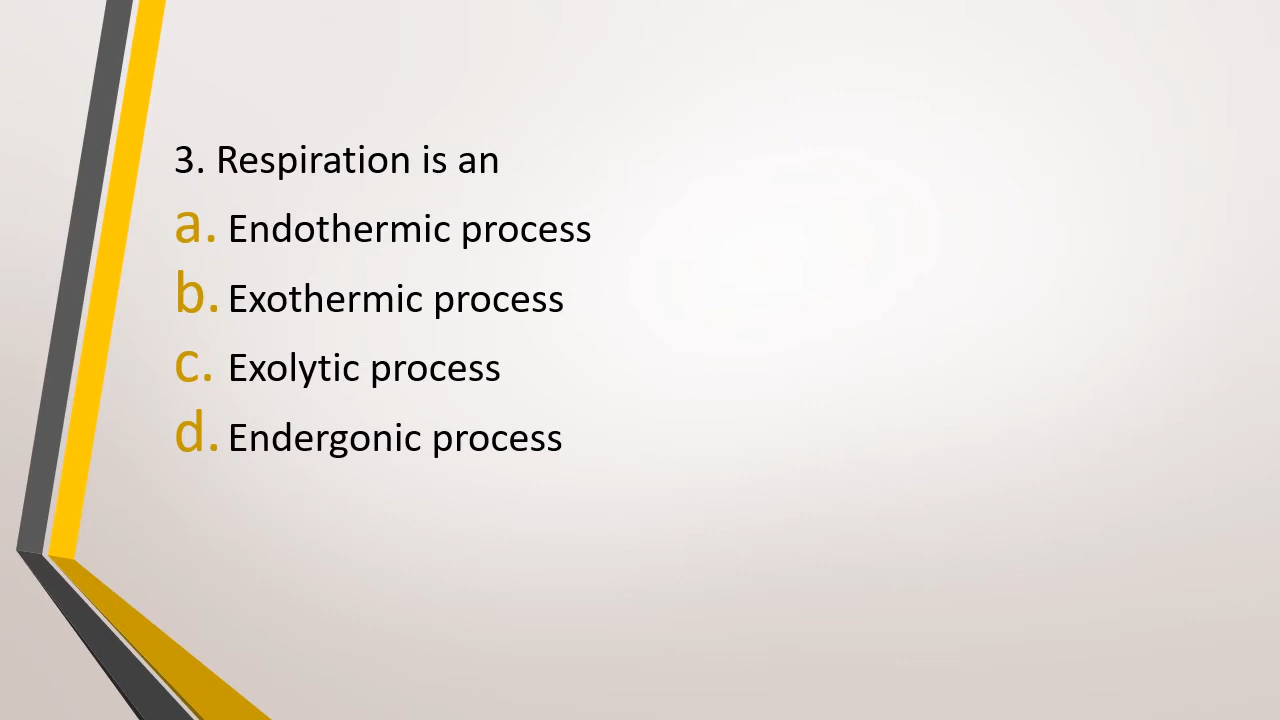 3. Respiration is an
a. Endothermic process
b. Exothermic process
c. Exolytic process
d. Endergonic process